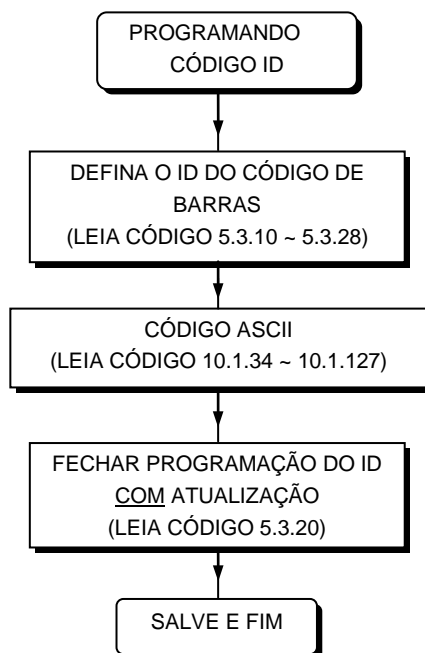 PROGRAMANDO
CÓDIGO ID
DEFINA O ID DO CÓDIGO DE
BARRAS
(LEIA CÓDIGO 5.3.10 ~ 5.3.28)
CÓDIGO ASCII
(LEIA CÓDIGO 10.1.34 ~ 10.1.127)
FECHAR PROGRAMAÇÃO DO ID
COM ATUALIZAÇÃO
(LEIA CÓDIGO 5.3.20)
SALVE E FIM